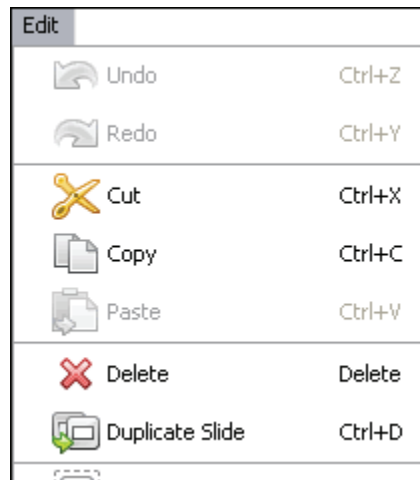 Edit
Undo Ctrl+Z
Redo Ctrl+Y
Cut Ctrl+X
Copy Ctrl+C
Paste Ctrl+V
Delete Delete
Duplicate Slide Ctrl+D